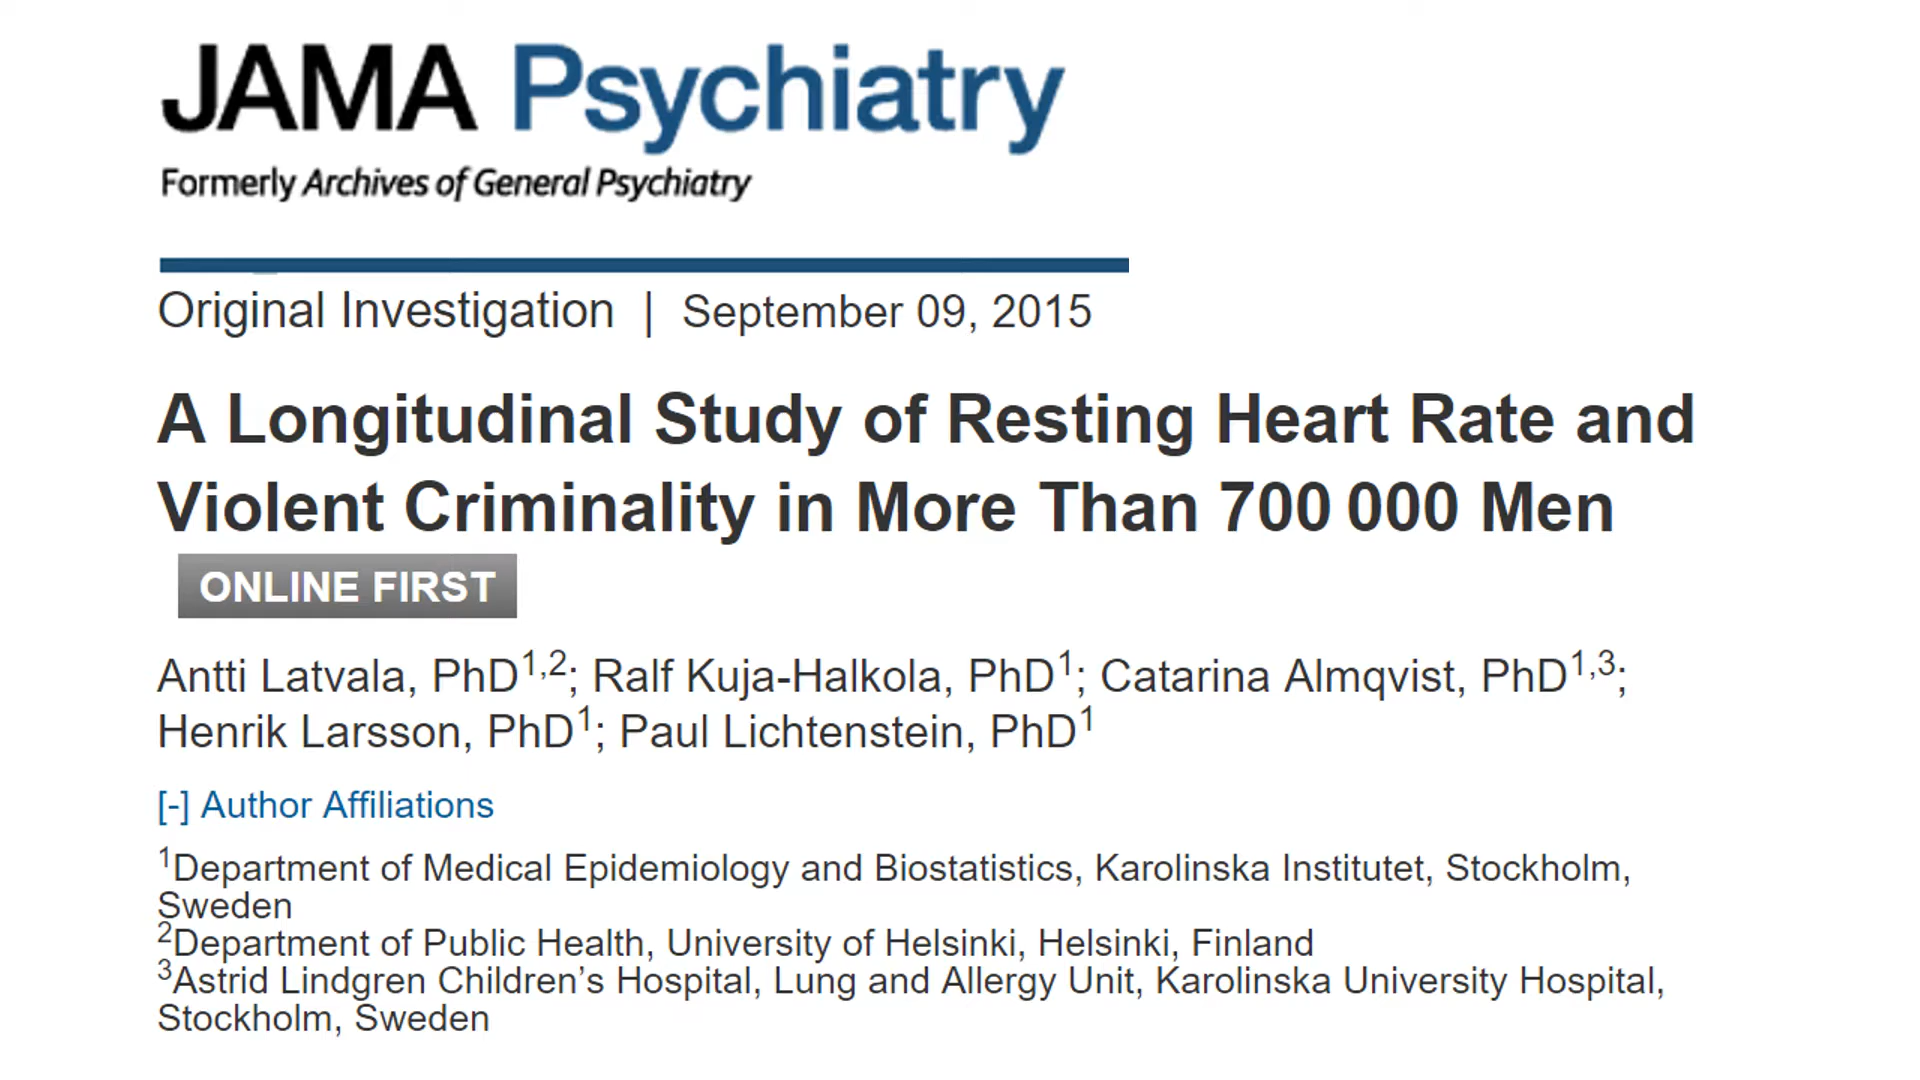 JAMA Psychiatry
Formerly Archives of General Psychiatry
Original Investigation | September 09, 2015
A Longitudinal Study of Resting Heart Rate and
Violent Criminality in More Than 700 000 Men
ONLINE FIRST
Antti Latvala, PhD1,2; Ralf Kuja-Halkola, PhD1; Catarina Almqvist, PhD1,3;
Henrik Larsson, PhD1; Paul Lichtenstein, PhD1
[-] Author Affiliations
1Department of Medical Epidemiology and Biostatistics, Karolinska Institutet, Stockholm,
Sweden
2Department of Public Health, University of Helsinki, Helsinki, Finland
3Astrid Lindgren Children’s Hospital, Lung and Allergy Unit, Karolinska University Hospital,
Stockholm, Sweden